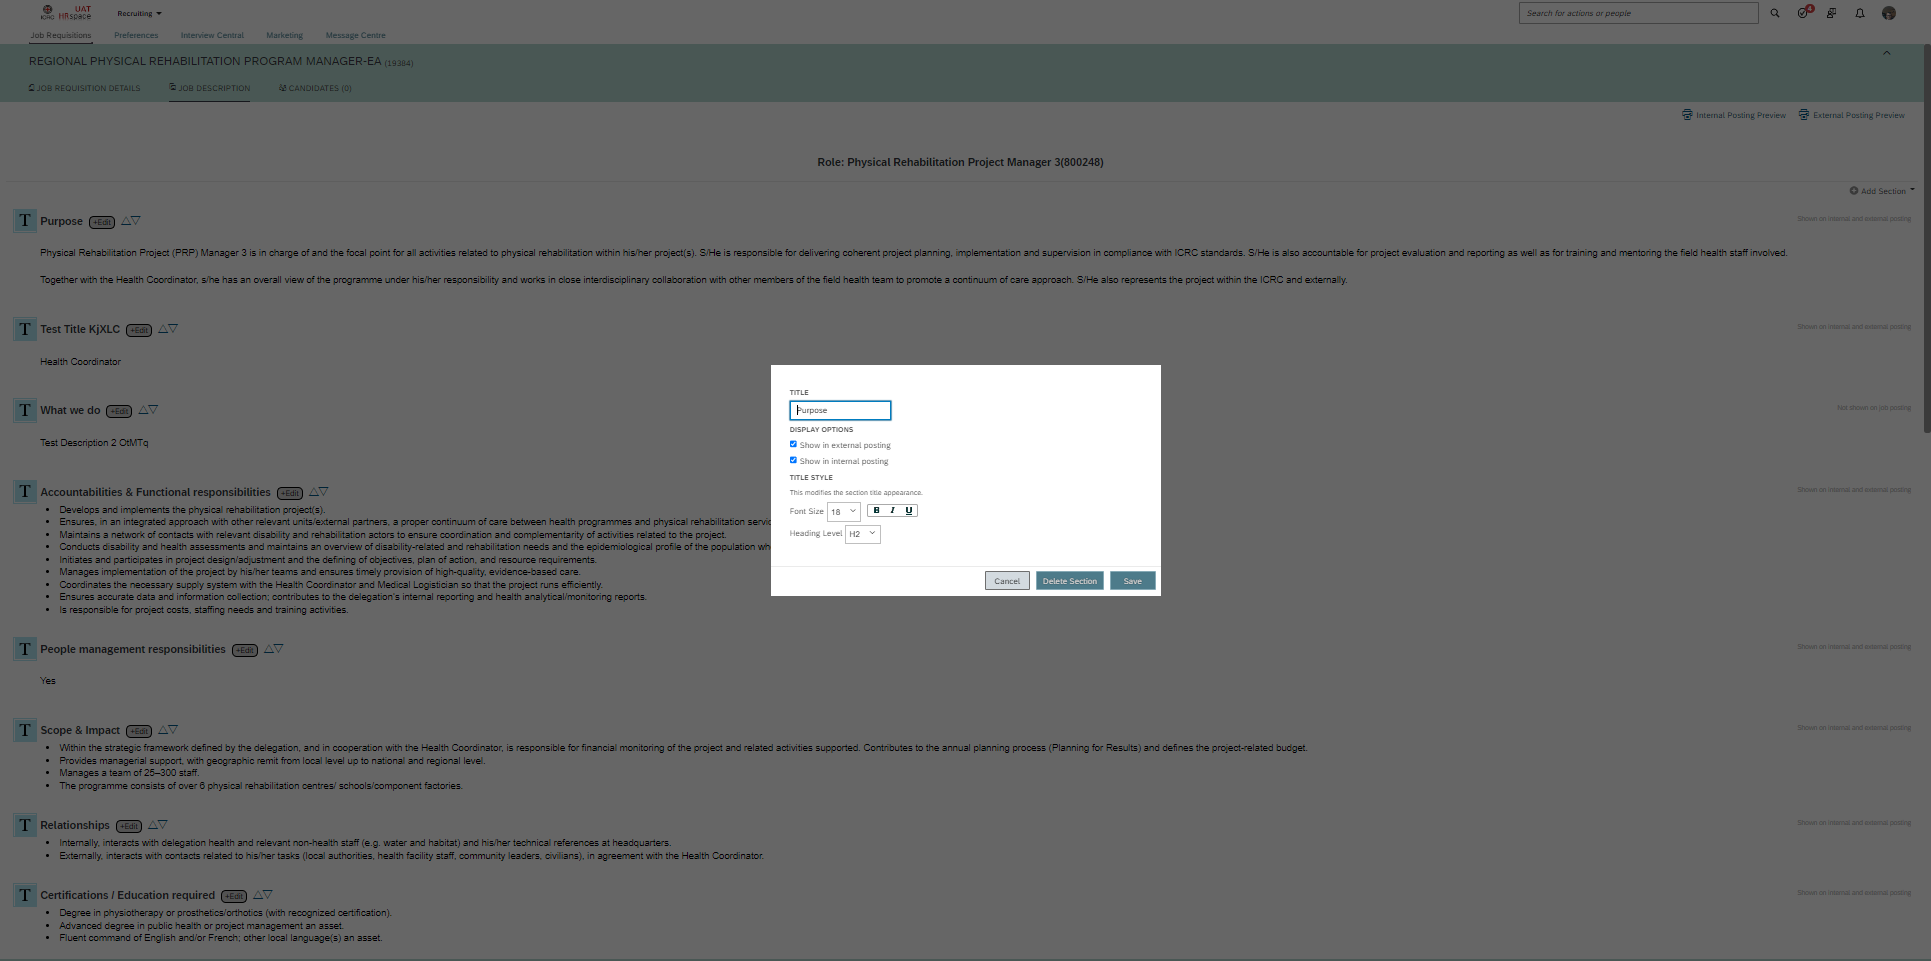 ICRC UAT HRspace
Recruiting
Search for actions or people
4
Job Requisitions Preferences Interview Central Marketing Message Centre
REGIONAL PHYSICAL REHABILITATION PROGRAM MANAGER-EA (19384)
JOB REQUISITION DETAILS JOB DESCRIPTION CANDIDATES (0)
Internal Posting Preview External Posting Preview
Role: Physical Rehabilitation Project Manager 3(800248)
Add Section
T Purpose +Edit
Shown on internal and external posting
Physical Rehabilitation Project (PRP) Manager 3 is in charge of and the focal point for all activities related to physical rehabilitation within his/her project(s). S/He is responsible for delivering coherent project planning, implementation and supervision in compliance with ICRC standards. S/He is also accountable for project evaluation and reporting as well as for training and mentoring the field health staff involved.
Together with the Health Coordinator, s/he has an overall view of the programme under his/her responsibility and works in close interdisciplinary collaboration with other members of the field health team to promote a continuum of care approach. S/He also represents the project within the ICRC and externally.
T Test Title KjXLC +Edit
Shown on internal and external posting
Health Coordinator
T What we do +Edit
Not shown on job posting
Test Description 2 OtMTq
T Accountabilities & Functional responsibilities +Edit
Shown on internal and external posting
• Develops and implements the physical rehabilitation project(s).
• Ensures, in an integrated approach with other relevant units/external partners, a proper continuum of care between health programmes and physical rehabilitation servic
• Maintains a network of contacts with relevant disability and rehabilitation actors to ensure coordination and complementarity of activities related to the project.
• Conducts disability and health assessments and maintains an overview of disability-related and rehabilitation needs and the epidemiological profile of the population wh
• Initiates and participates in project design/adjustment and the defining of objectives, plan of action, and resource requirements.
• Manages implementation of the project by his/her teams and ensures timely provision of high-quality, evidence-based care.
• Coordinates the necessary supply system with the Health Coordinator and Medical Logistician so that the project runs efficiently.
• Ensures accurate data and information collection; contributes to the delegation's internal reporting and health analytical/monitoring reports.
• Is responsible for project costs, staffing needs and training activities.
T People management responsibilities +Edit
Shown on internal and external posting
Yes
T Scope & Impact +Edit
Shown on internal and external posting
• Within the strategic framework defined by the delegation, and in cooperation with the Health Coordinator, is responsible for financial monitoring of the project and related activities supported. Contributes to the annual planning process (Planning for Results) and defines the project-related budget.
• Provides managerial support, with geographic remit from local level up to national and regional level.
• Manages a team of 25–300 staff.
• The programme consists of over 6 physical rehabilitation centres/ schools/component factories.
T Relationships +Edit
Shown on internal and external posting
• Internally, interacts with delegation health and relevant non-health staff (e.g. water and habitat) and his/her technical references at headquarters.
• Externally, interacts with contacts related to his/her tasks (local authorities, health facility staff, community leaders, civilians), in agreement with the Health Coordinator.
T Certifications / Education required +Edit
Shown on internal and external posting
• Degree in physiotherapy or prosthetics/orthotics (with recognized certification).
• Advanced degree in public health or project management an asset.
• Fluent command of English and/or French; other local language(s) an asset.
TITLE
Purpose
DISPLAY OPTIONS
Show in external posting
Show in internal posting
TITLE STYLE
This modifies the section title appearance.
Font Size 18 B I U
Heading Level H2
Cancel Delete Section Save